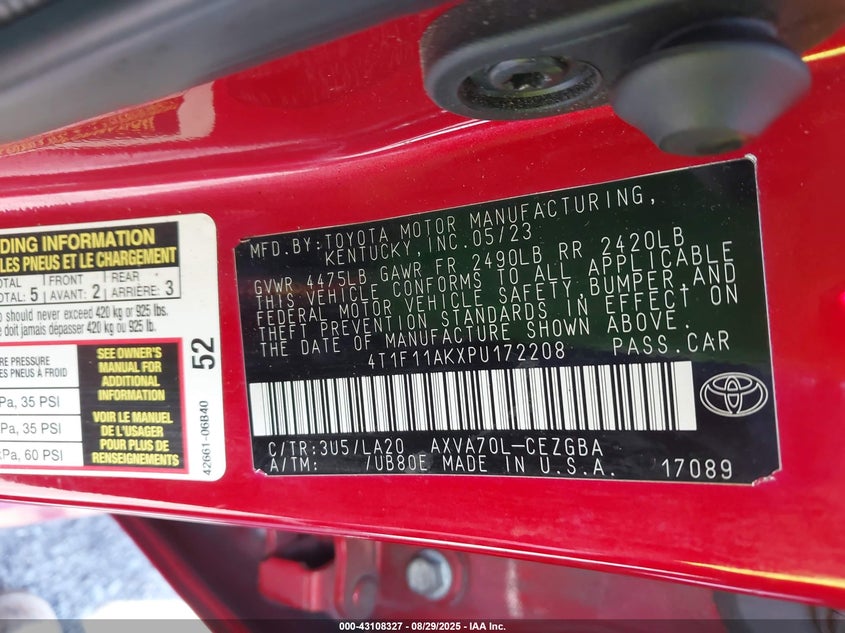 DING INFORMATION
LES PNEUS ET LE CHARGEMENT
OTAL FRONT REAR
OTAL: 5 AVANT: 2 ARRIÈRE: 3
should never exceed 420 kg or 925 lbs.
e doit jamais dépasser 420 kg ou 925 lb.
RE PRESSURE
ES PNEUS À FROID
Pa, 35 PSI
Pa, 35 PSI
kPa, 60 PSI
SEE OWNER'S
MANUAL FOR
ADDITIONAL
INFORMATION
VOIR LE MANUEL
DE L'USAGER
POUR PLUS DE
RENSEIGNEMENTS
52
42661-06B40
MFD.BY: TOYOTA MOTOR MANUFACTURING,
KENTUCKY, INC. 05/23
GVWR 4475LB GAWR FR 2490LB RR 2420LB
THIS VEHICLE CONFORMS TO ALL APPLICABLE
FEDERAL MOTOR VEHICLE SAFETY, BUMPER, AND
THEFT PREVENTION STANDARDS IN EFFECT ON
THE DATE OF MANUFACTURE SHOWN ABOVE.
4T1F11AKXPU172208 PASS.CAR
C/TR: 3U5/LA20 AXVA70L-CEZGBA
A/TM: /UB80E MADE IN U.S.A. 17089
000-43108327 - 08/29/2025 - IAA Inc.